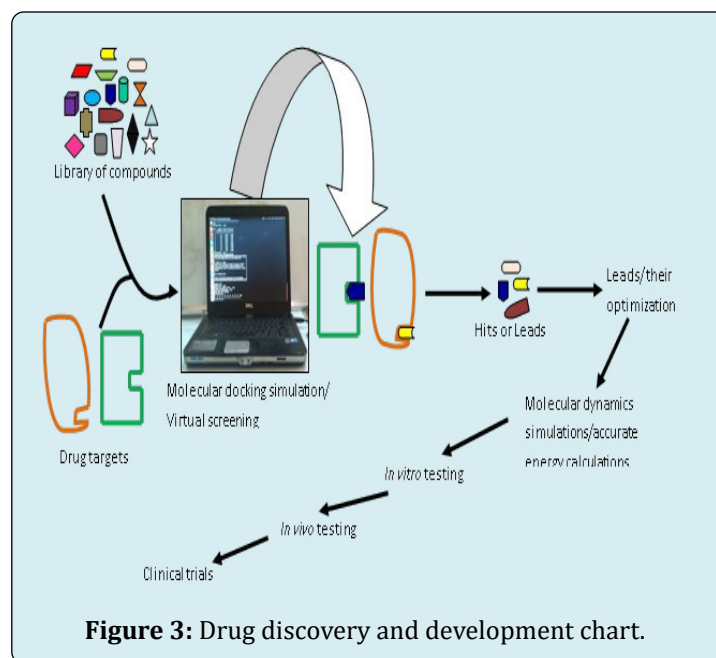 Library of compounds
Molecular docking simulation/
Virtual screening
Drug targets
Hits or Leads
Leads/their
optimization
Molecular dynamics
simulations/accurate
energy calculations
In vitro testing
In vivo testing
Clinical trials
Figure 3: Drug discovery and development chart.